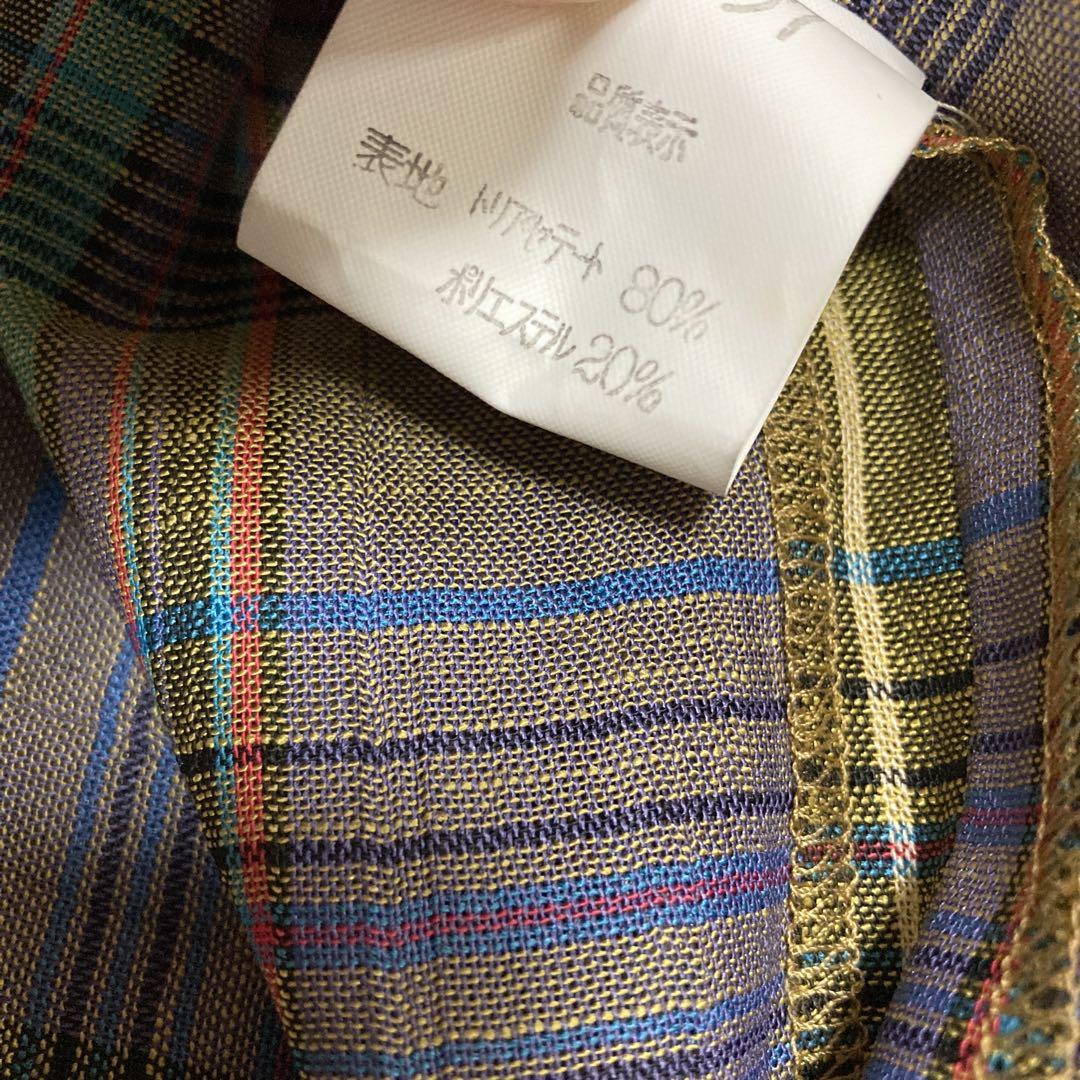 品質表示
表地 トリアセテート 80%
ポリエステル 20%